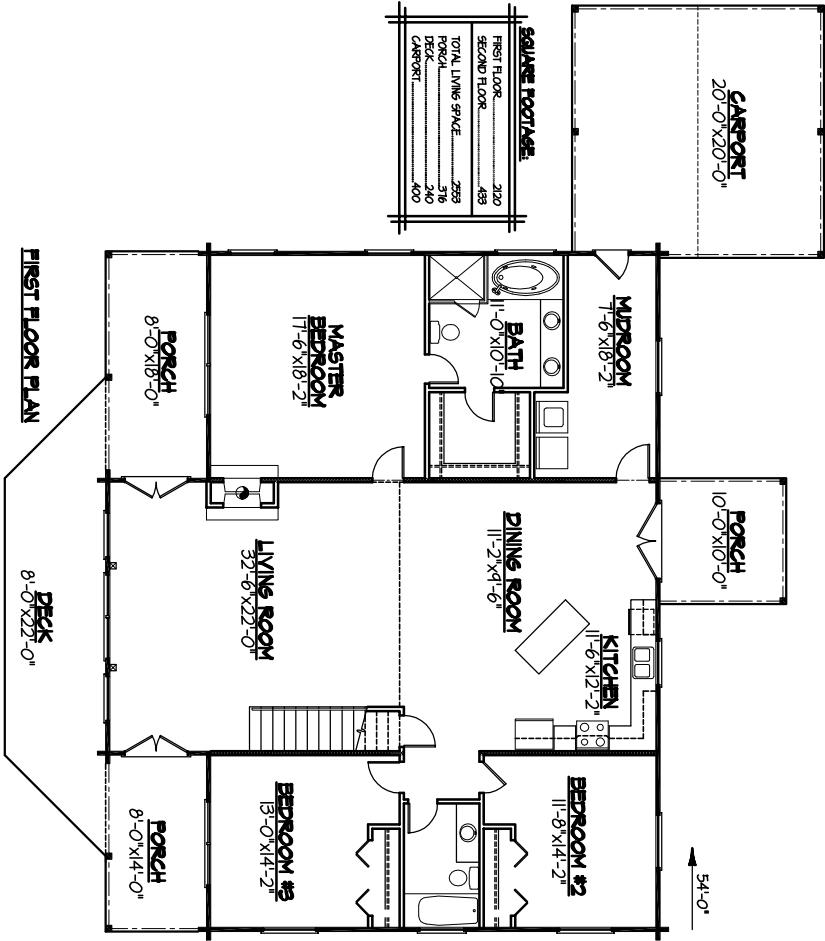 CARPORT
20'-0"x20'-0"
SQUARE FOOTAGE:
FIRST FLOOR..........2120
SECOND FLOOR..........433
TOTAL LIVING SPACE..........2553
PORCH..........376
DECK..........240
CARPORT..........400
MUDROOM
7'-6"x18'-2"
BATH
11'-0"x10'-10"
MASTER
BEDROOM
17'-6"x18'-2"
PORCH
8'-0"x18'-0"
FIRST FLOOR PLAN
PORCH
10'-0"x10'-0"
DINING ROOM
11'-2"x9'-6"
KITCHEN
11'-6"x12'-2"
LIVING ROOM
32'-6"x22'-0"
DECK
8'-0"x22'-0"
BEDROOM #2
11'-8"x14'-2"
BEDROOM #3
13'-0"x14'-2"
PORCH
8'-0"x14'-0"
54'-0"